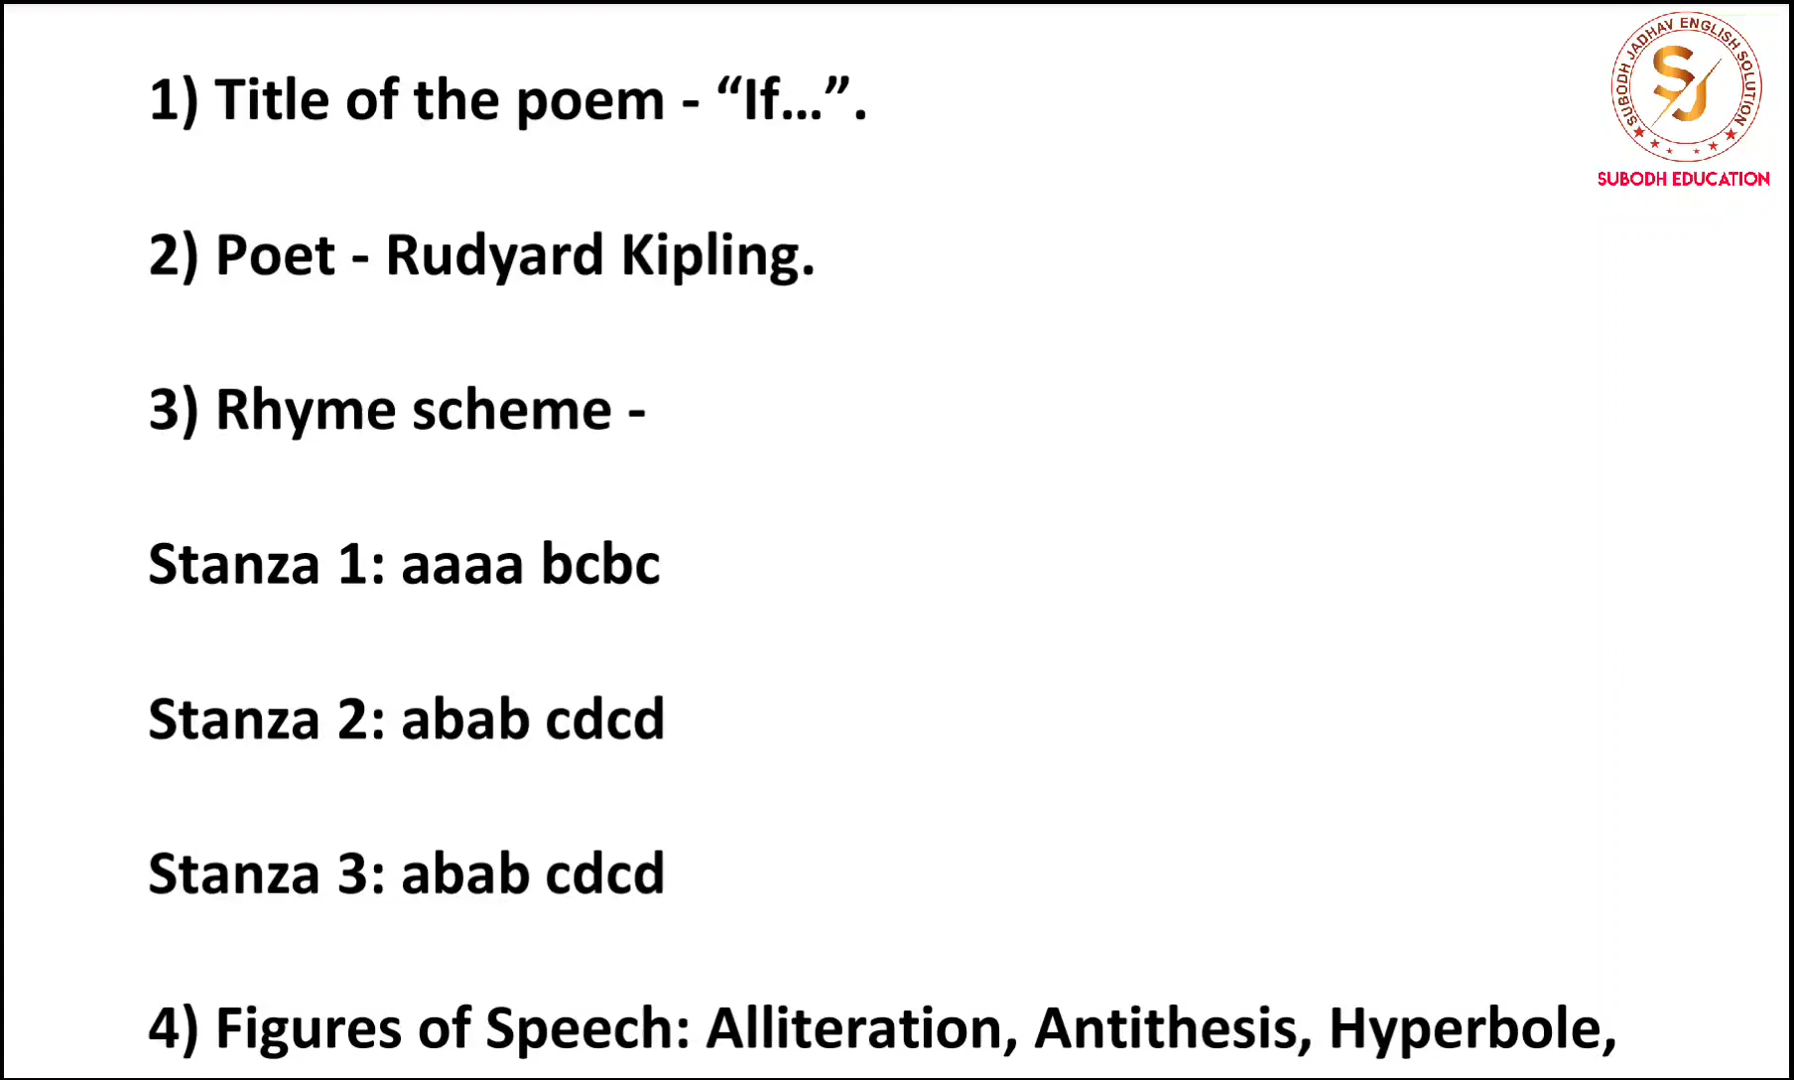 1) Title of the poem - “If...”.
2) Poet - Rudyard Kipling.
3) Rhyme scheme -
Stanza 1: aaaa bcbc
Stanza 2: abab cdcd
Stanza 3: abab cdcd
4) Figures of Speech: Alliteration, Antithesis, Hyperbole,
SUBODH JADHAV ENGLISH SOLUTION
SJ
SUBODH EDUCATION